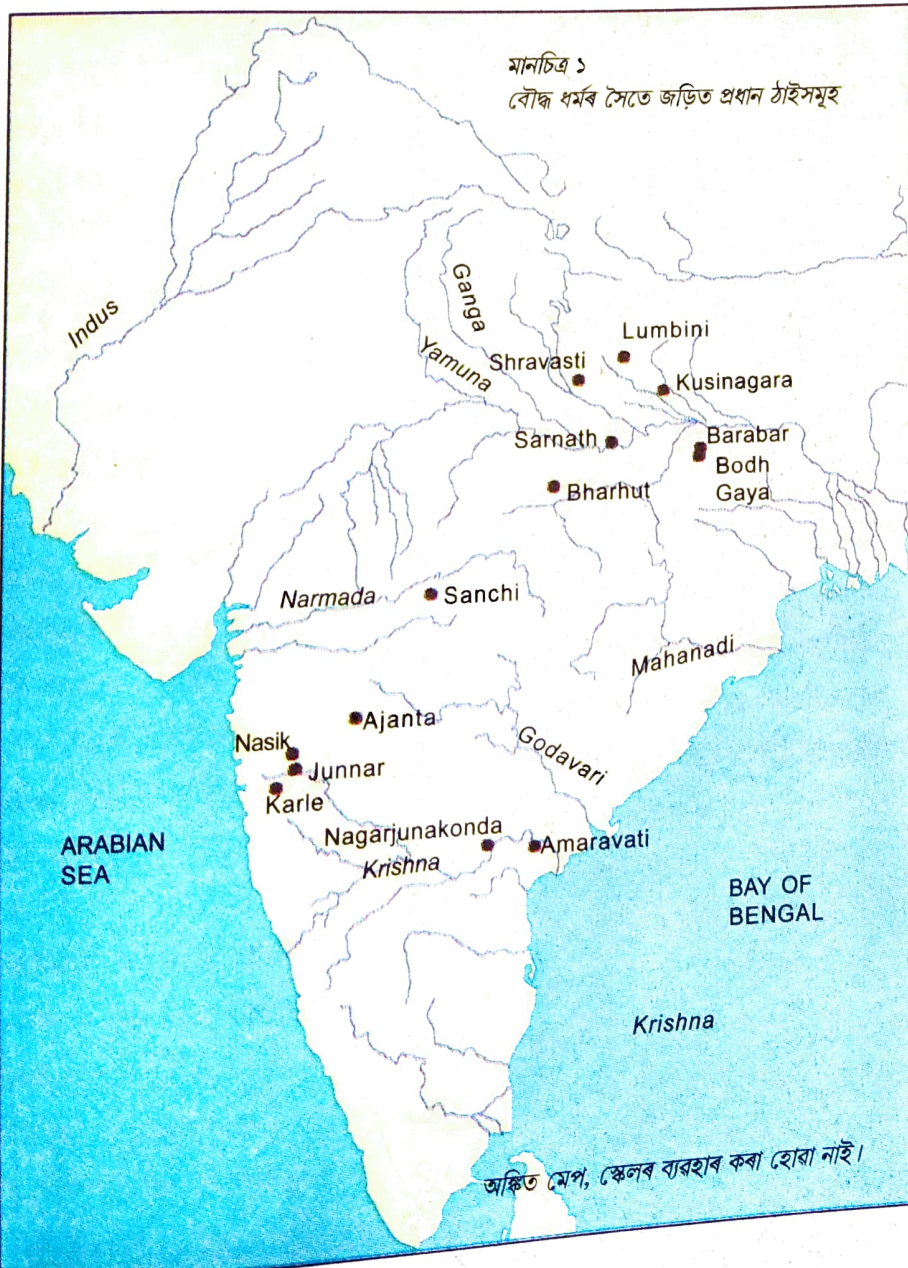 মানচিত্ৰ ১
বৌদ্ধ ধৰ্মৰ সৈতে জড়িত প্ৰধান ঠাইসমূহ
Indus
Ganga
Yamuna
Lumbini
Shravasti
Kusinagara
Sarnath
Barabar
Bodh
Gaya
Bharhut
Narmada
Sanchi
Mahanadi
Ajanta
Nasik
Junnar
Karle
Godavari
Nagarjunakonda
Krishna
Amaravati
ARABIAN
SEA
BAY OF
BENGAL
Krishna
অঙ্কিত মেপ, স্কেলৰ ব্যৱহাৰ কৰা হোৱা নাই।